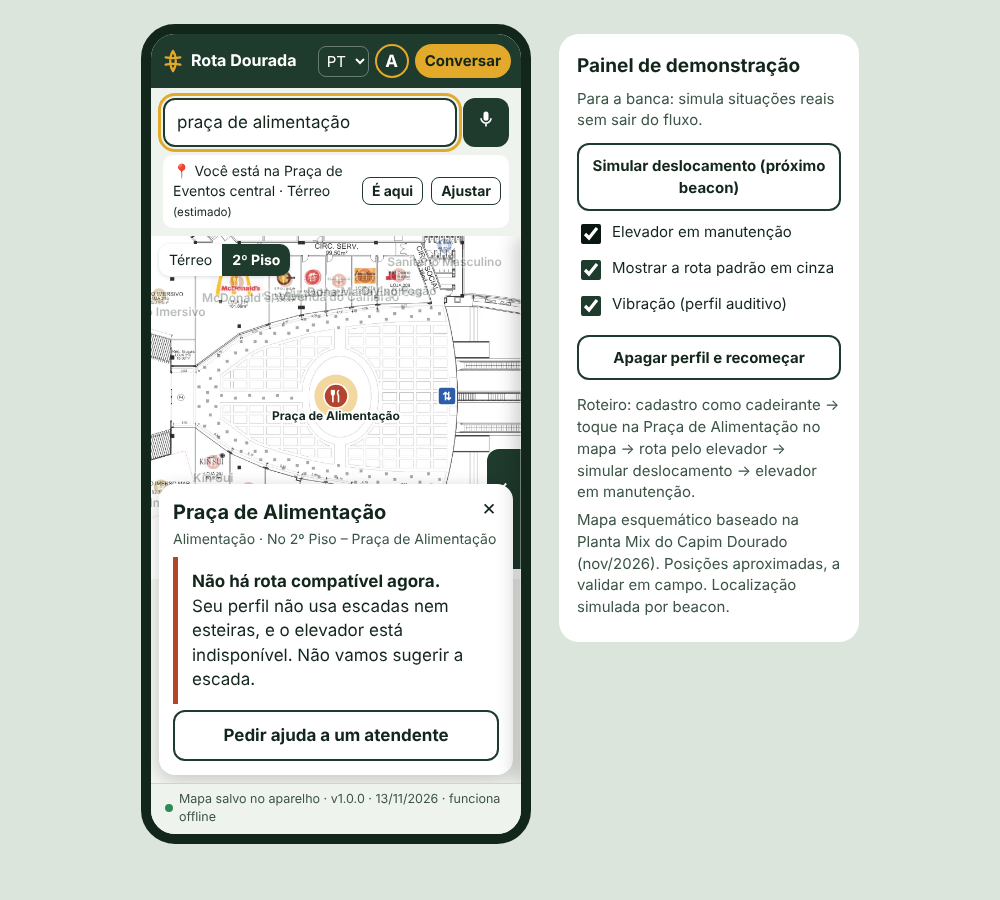 Rota Dourada
PT
A
Conversar
praça de alimentação
📍 Você está na Praça de
Eventos central · Térreo
(estimado)
É aqui
Ajustar
Térreo
2º Piso
CIRC. SERV.
Sanitário Masculino
McDonald's
Imersivo
Praça de Alimentação
KIN SUI
Kin Sui
Praça de Alimentação
×
Alimentação · No 2º Piso – Praça de Alimentação
Não há rota compatível agora.
Seu perfil não usa escadas nem
esteiras, e o elevador está
indisponível. Não vamos sugerir a
escada.
Pedir ajuda a um atendente
Mapa salvo no aparelho · v1.0.0 · 13/11/2026 · funciona
offline
Painel de demonstração
Para a banca: simula situações reais
sem sair do fluxo.
Simular deslocamento (próximo
beacon)
Elevador em manutenção
Mostrar a rota padrão em cinza
Vibração (perfil auditivo)
Apagar perfil e recomeçar
Roteiro: cadastro como cadeirante →
toque na Praça de Alimentação no
mapa → rota pelo elevador →
simular deslocamento → elevador
em manutenção.
Mapa esquemático baseado na
Planta Mix do Capim Dourado
(nov/2026). Posições aproximadas, a
validar em campo. Localização
simulada por beacon.